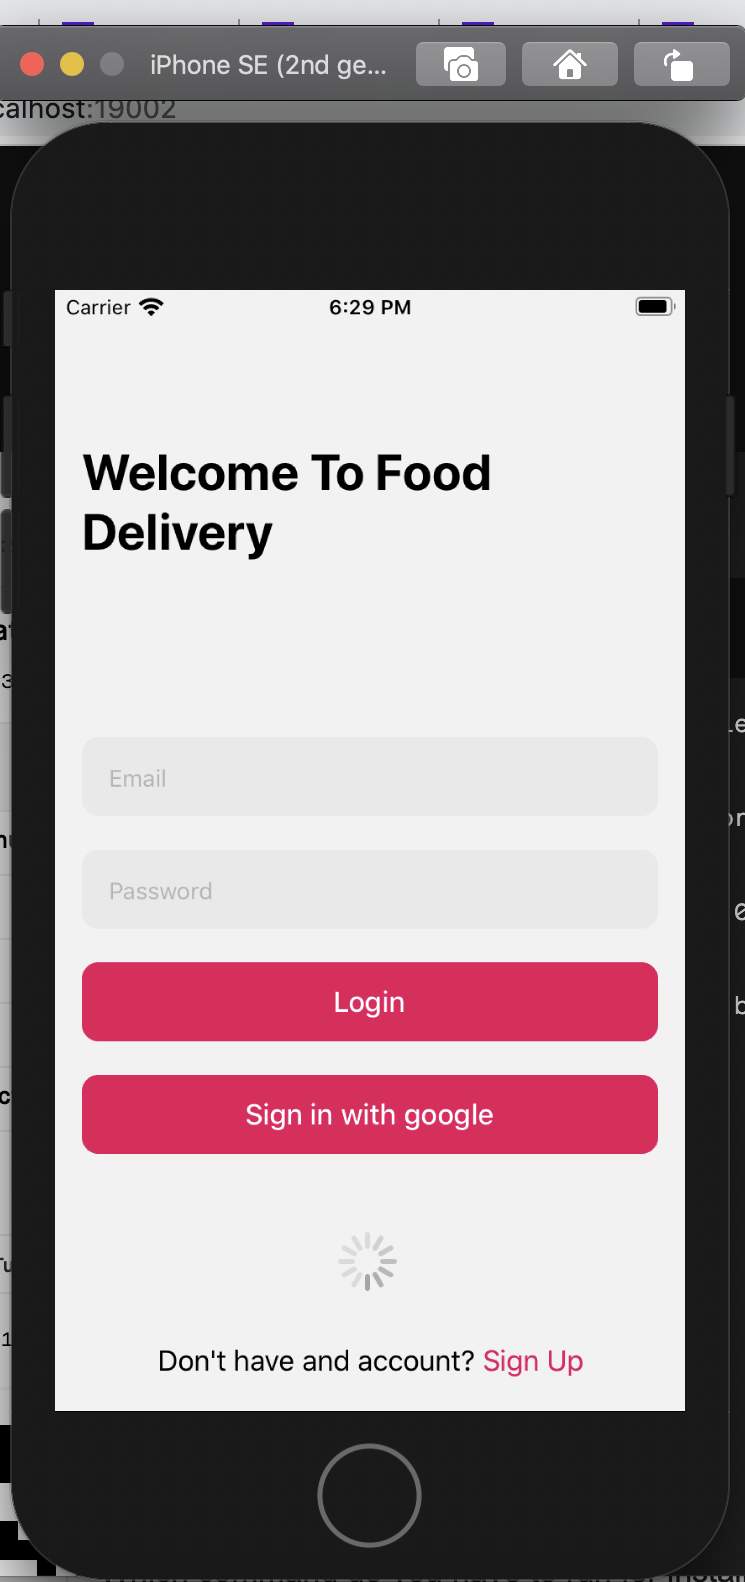 iPhone SE (2nd ge...
calhost:19002
Carrier
6:29 PM
Welcome To Food
Delivery
Email
Password
Login
Sign in with google
Don't have and account? Sign Up